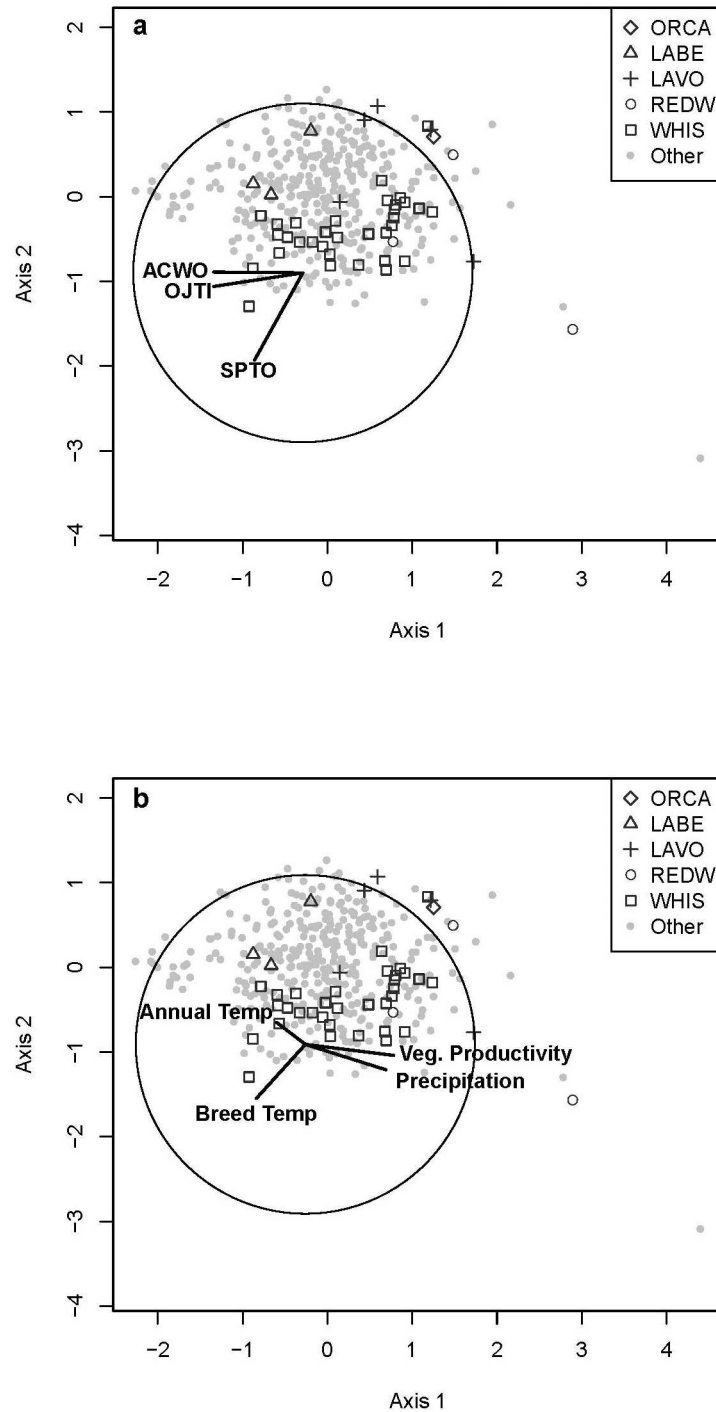 a
ORCA
LABE
LAVO
REDW
WHIS
Other
2
1
0
−1
−2
−3
−4
Axis 2
ACWO
OJTI
SPTO
−2 −1 0 1 2 3 4
Axis 1
b
ORCA
LABE
LAVO
REDW
WHIS
Other
2
1
0
−1
−2
−3
−4
Axis 2
Annual Temp
Veg. Productivity
Precipitation
Breed Temp
−2 −1 0 1 2 3 4
Axis 1